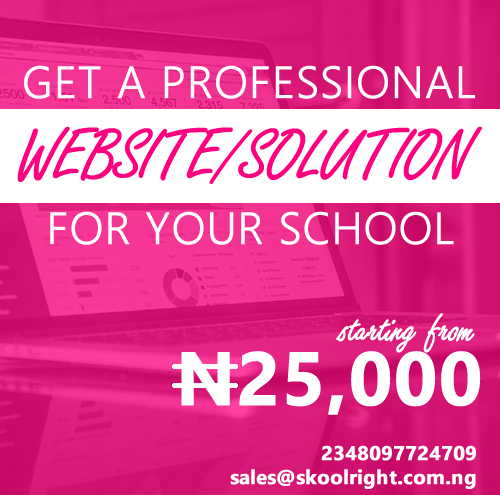 GET A PROFESSIONAL
WEBSITE/SOLUTION
FOR YOUR SCHOOL
starting from
₦25,000
2348097724709
sales@skoolright.com.ng